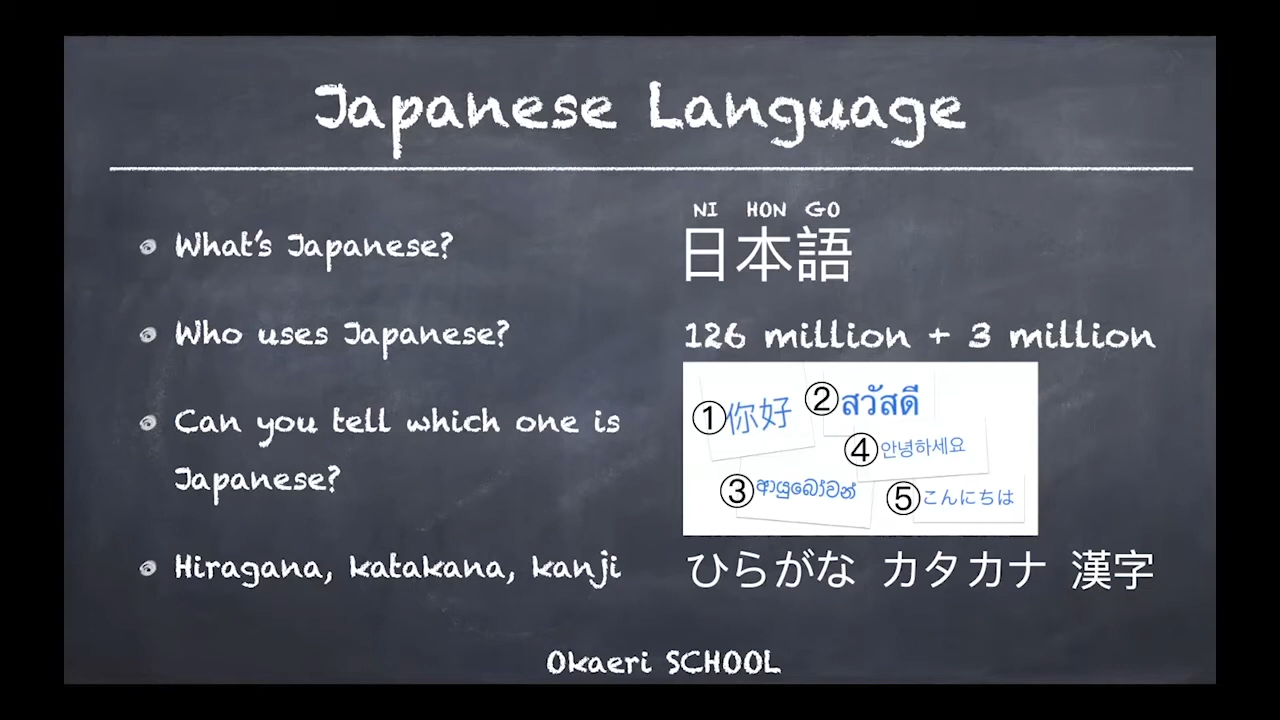 Japanese Language
What's Japanese?
NI HON GO
日本語
Who uses Japanese?
126 million + 3 million
Can you tell which one is
Japanese?
①你好
②สวัสดี
④안녕하세요
③ආයුබෝවන්
⑤こんにちは
Hiragana, katakana, kanji
ひらがな カタカナ 漢字
Okaeri SCHOOL